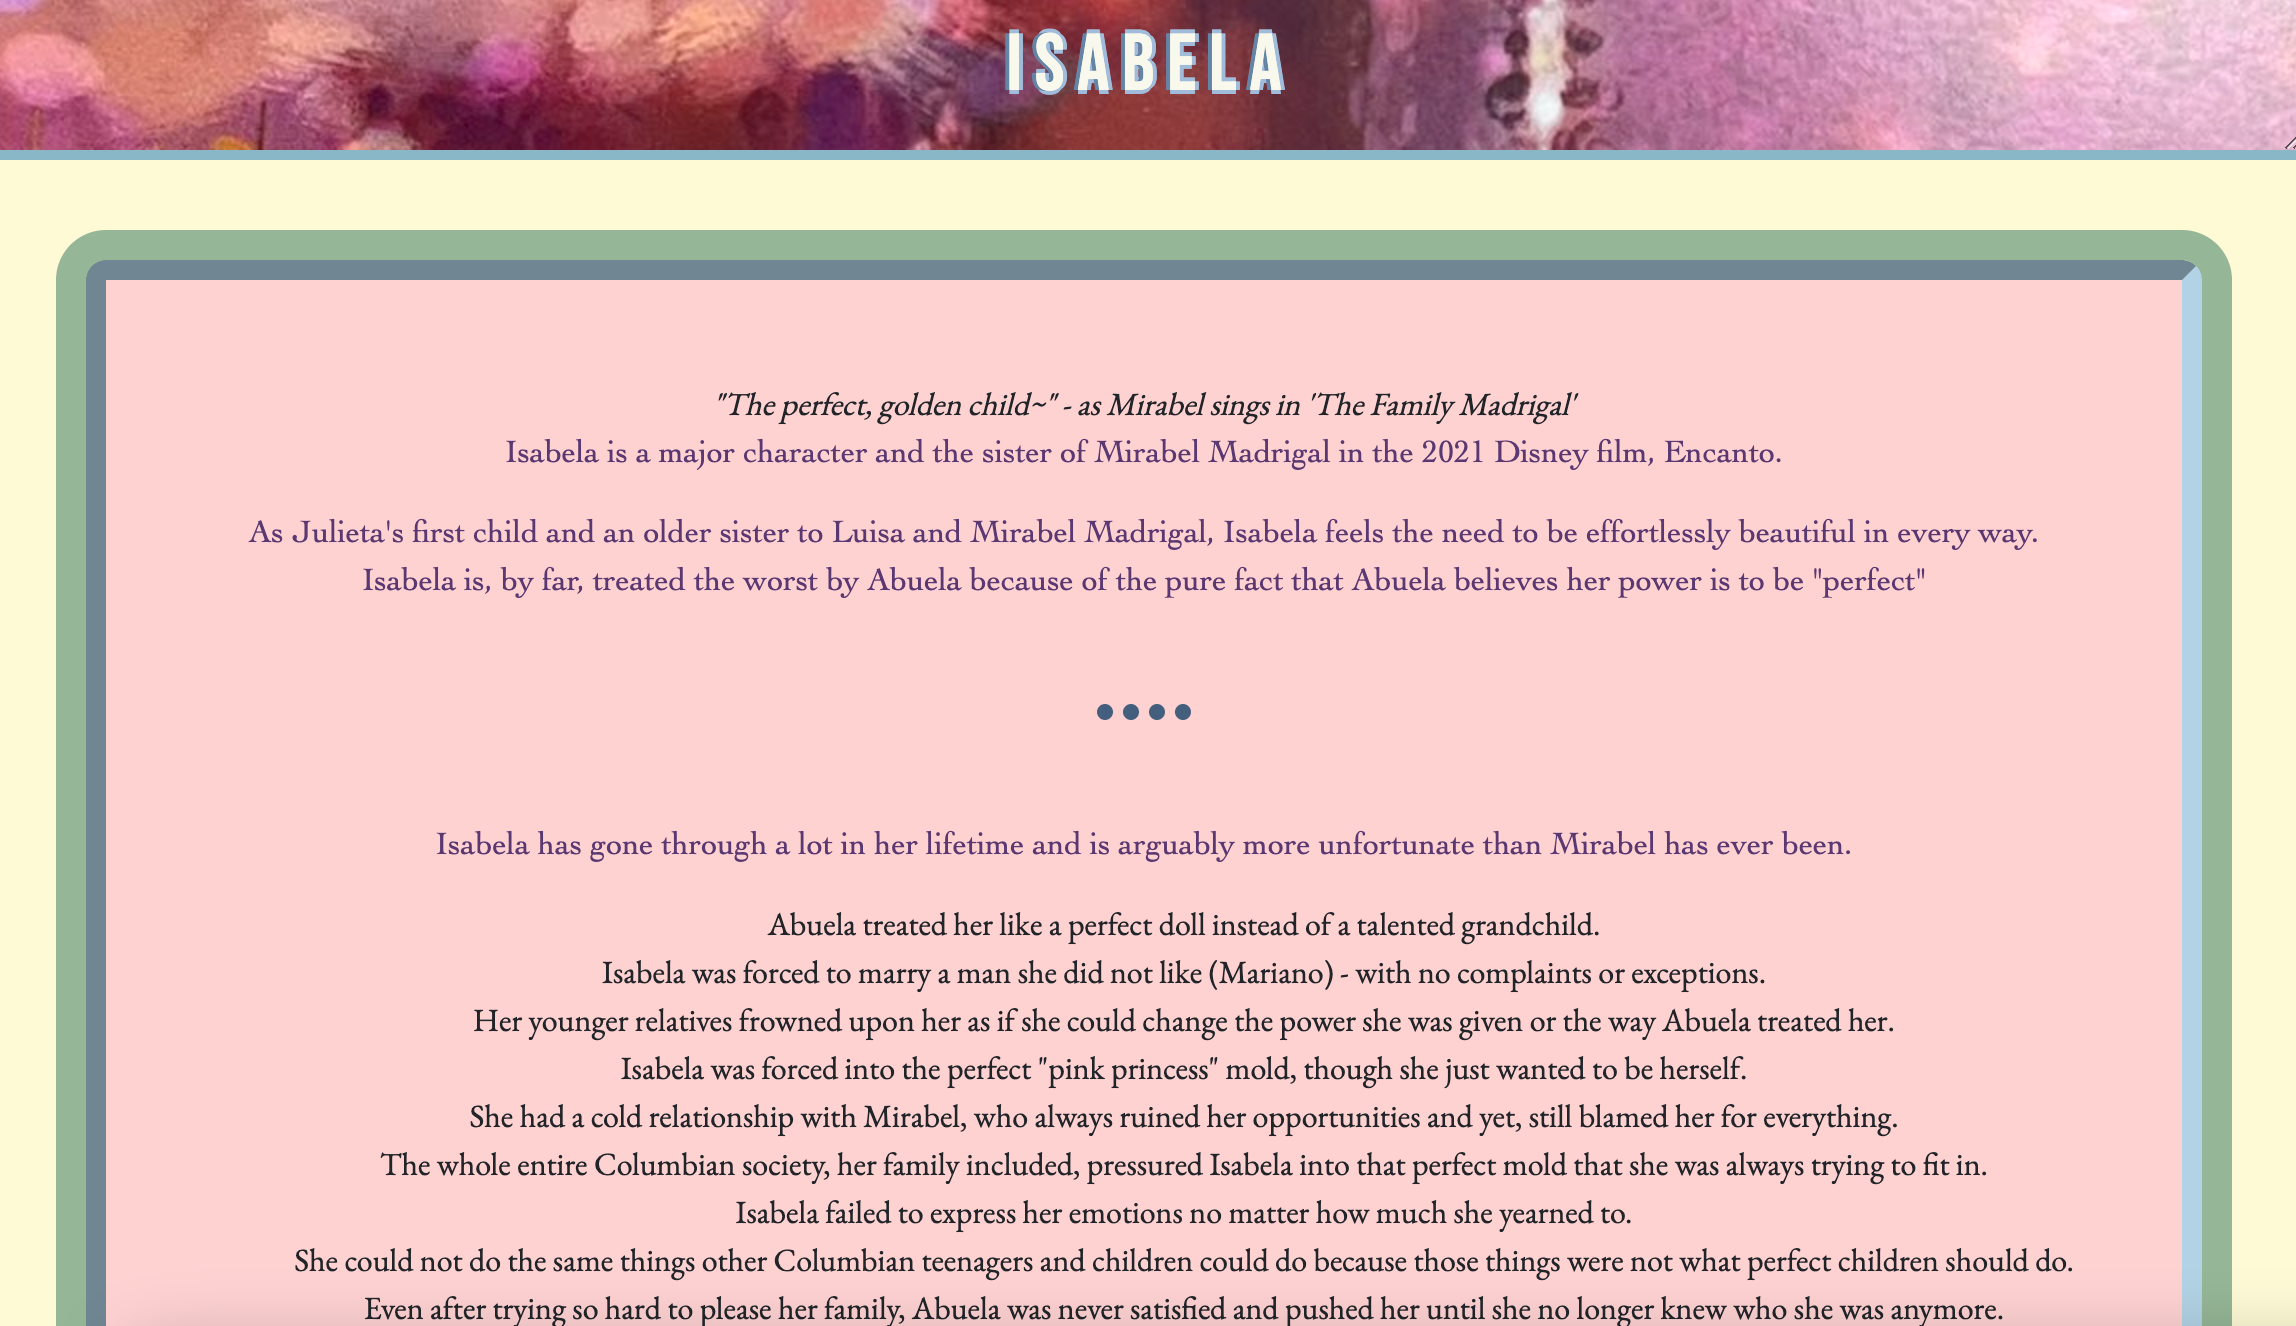 ISABELA
"The perfect, golden child~" - as Mirabel sings in 'The Family Madrigal'
Isabela is a major character and the sister of Mirabel Madrigal in the 2021 Disney film, Encanto.
As Julieta's first child and an older sister to Luisa and Mirabel Madrigal, Isabela feels the need to be effortlessly beautiful in every way.
Isabela is, by far, treated the worst by Abuela because of the pure fact that Abuela believes her power is to be "perfect"
Isabela has gone through a lot in her lifetime and is arguably more unfortunate than Mirabel has ever been.
Abuela treated her like a perfect doll instead of a talented grandchild.
Isabela was forced to marry a man she did not like (Mariano) - with no complaints or exceptions.
Her younger relatives frowned upon her as if she could change the power she was given or the way Abuela treated her.
Isabela was forced into the perfect "pink princess" mold, though she just wanted to be herself.
She had a cold relationship with Mirabel, who always ruined her opportunities and yet, still blamed her for everything.
The whole entire Columbian society, her family included, pressured Isabela into that perfect mold that she was always trying to fit in.
Isabela failed to express her emotions no matter how much she yearned to.
She could not do the same things other Columbian teenagers and children could do because those things were not what perfect children should do.
Even after trying so hard to please her family, Abuela was never satisfied and pushed her until she no longer knew who she was anymore.